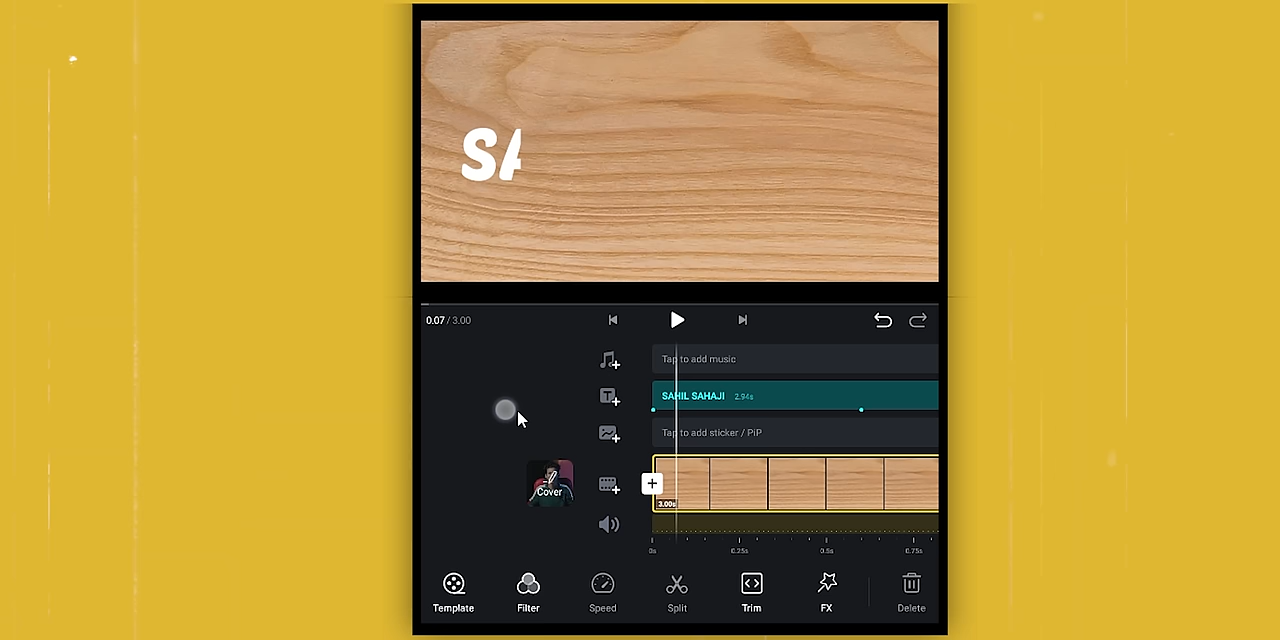 SA
0.07 / 3.00
Tap to add music
SAHIL SAHAJI 2.94s
Tap to add sticker / PiP
Cover
3.00s
0s 0.25s 0.5s 0.75s
Template Filter Speed Split Trim FX Delete